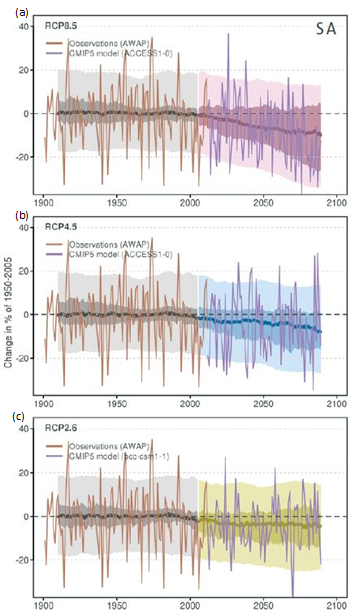 (a) RCP8.5 SA
Observations (AWAP)
CMIP5 model (ACCESS1-0)
40
20
0
-20
1900 1950 2000 2050 2100
(b) RCP4.5
Observations (AWAP)
CMIP5 model (ACCESS1-0)
Change in % of 1950-2005
40
20
0
-20
1900 1950 2000 2050 2100
(c) RCP2.6
Observations (AWAP)
CMIP5 model (bcc-csm1-1)
40
20
0
-20
1900 1950 2000 2050 2100